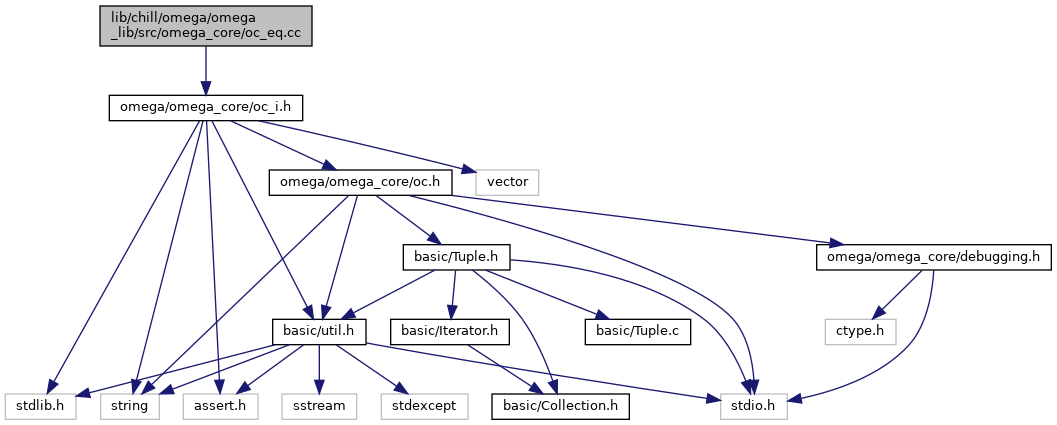 lib/chill/omega/omega
_lib/src/omega_core/oc_eq.cc
omega/omega_core/oc_i.h
omega/omega_core/oc.h
vector
basic/Tuple.h
omega/omega_core/debugging.h
basic/util.h
basic/Iterator.h
basic/Tuple.c
ctype.h
stdlib.h
string
assert.h
sstream
stdexcept
basic/Collection.h
stdio.h